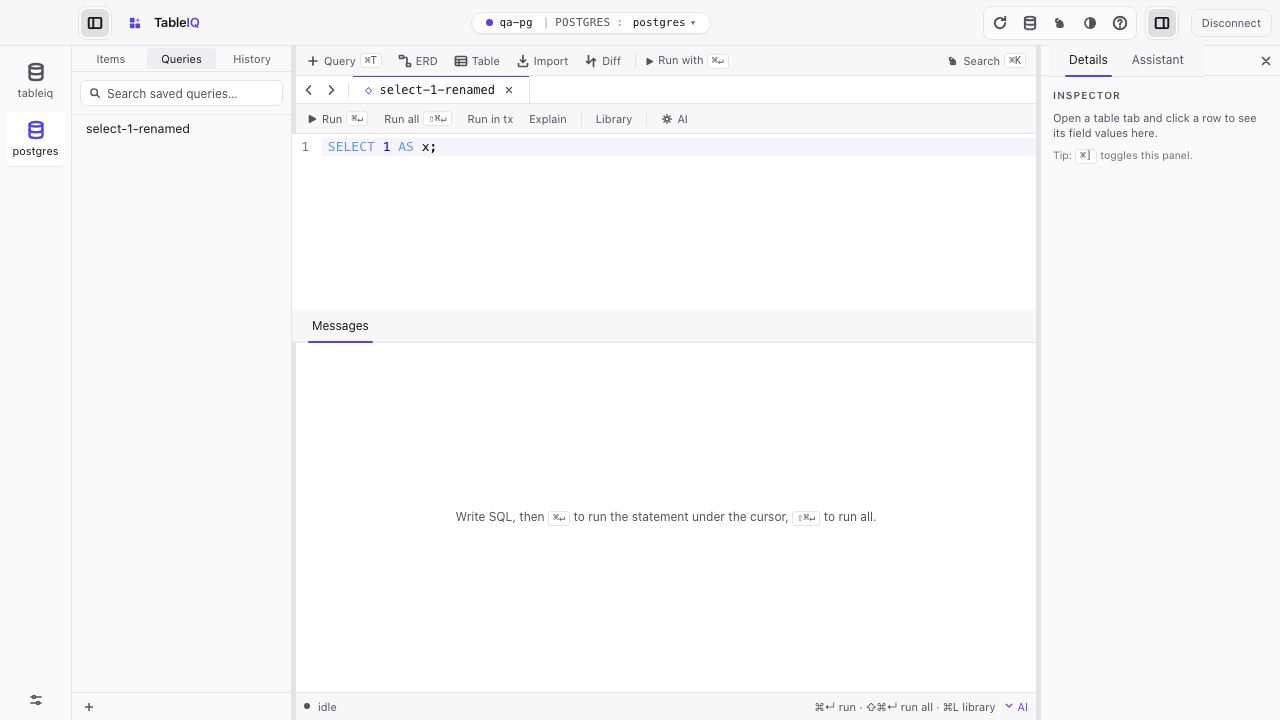 TableIQ
qa-pg | POSTGRES : postgres ▾
Disconnect
tableiq
postgres
Items Queries History
Search saved queries...
select-1-renamed
+
+ Query ⌘T ERD Table Import Diff Run with ⌘↵ Search ⌘K
select-1-renamed ×
Run ⌘↵ Run all ⇧⌘↵ Run in tx Explain Library AI
1 SELECT 1 AS x;
Messages
Write SQL, then ⌘↵ to run the statement under the cursor, ⇧⌘↵ to run all.
idle
⌘↵ run · ⇧⌘↵ run all · ⌘L library AI
Details Assistant ×
INSPECTOR
Open a table tab and click a row to see
its field values here.
Tip: ⌘] toggles this panel.